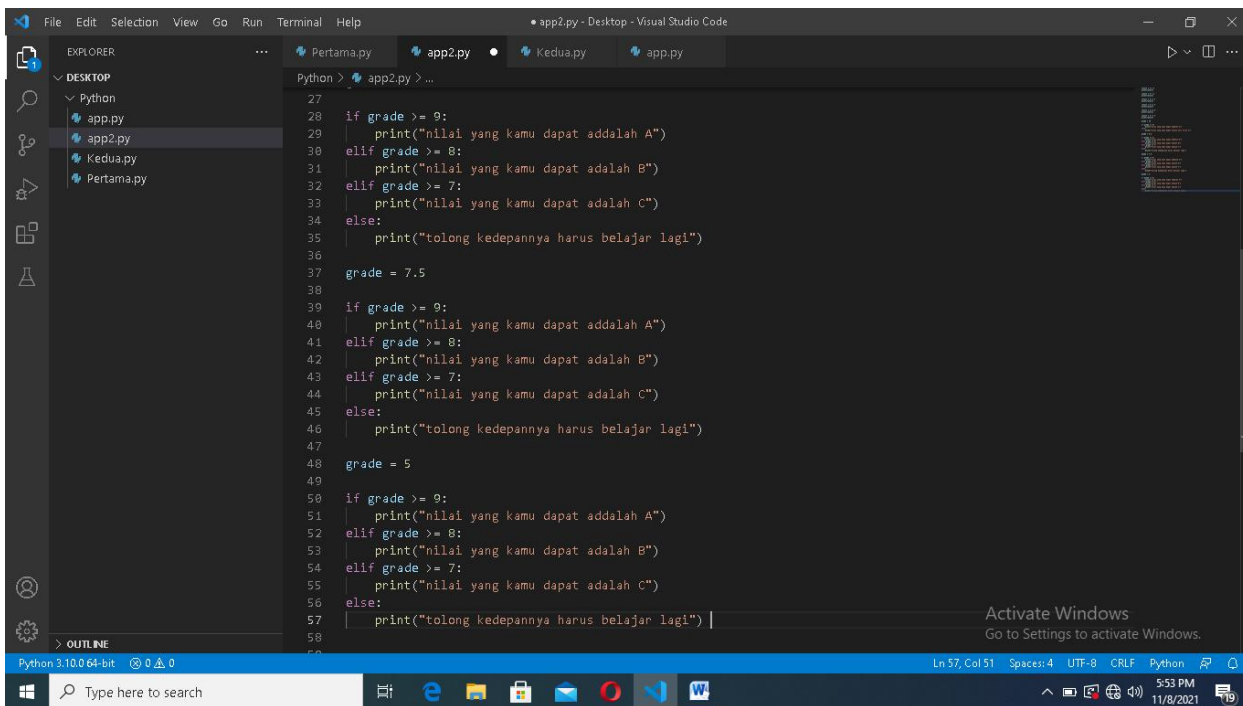 File Edit Selection View Go Run Terminal Help ● app2.py - Desktop - Visual Studio Code
EXPLORER ...
Pertama.py app2.py ● Kedua.py app.py
DESKTOP
Python > app2.py > ...
Python
app.py
app2.py
Kedua.py
Pertama.py
1
27
28 if grade >= 9:
29 print("nilai yang kamu dapat addalah A")
30 elif grade >= 8:
31 print("nilai yang kamu dapat adalah B")
32 elif grade >= 7:
33 print("nilai yang kamu dapat adalah C")
34 else:
35 print("tolong kedepannya harus belajar lagi")
36
37 grade = 7.5
38
39 if grade >= 9:
40 print("nilai yang kamu dapat addalah A")
41 elif grade >= 8:
42 print("nilai yang kamu dapat adalah B")
43 elif grade >= 7:
44 print("nilai yang kamu dapat adalah C")
45 else:
46 print("tolong kedepannya harus belajar lagi")
47
48 grade = 5
49
50 if grade >= 9:
51 print("nilai yang kamu dapat addalah A")
52 elif grade >= 8:
53 print("nilai yang kamu dapat adalah B")
54 elif grade >= 7:
55 print("nilai yang kamu dapat adalah C")
56 else:
57 print("tolong kedepannya harus belajar lagi")
58
Activate Windows
Go to Settings to activate Windows.
> OUTLINE
Python 3.10.0 64-bit 0 0 Ln 57, Col 51 Spaces: 4 UTF-8 CRLF Python
Type here to search
5:53 PM
11/8/2021
19